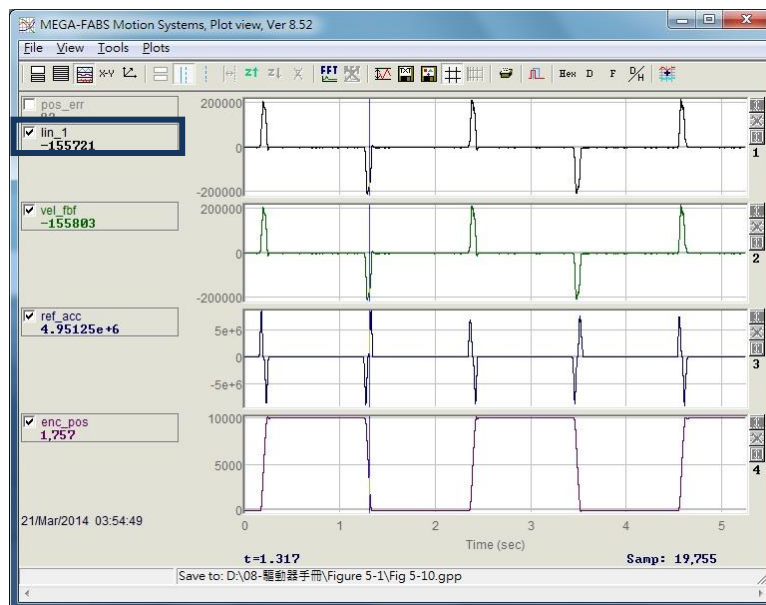 MEGA-FABS Motion Systems, Plot view, Ver 8.52
File View Tools Plots
X-Y FFT TXT Hex D F D/H
pos_err
lin_1
-155721
200000
0
-200000
1
vel_fbf
-155803
200000
0
-200000
2
ref_acc
4.95125e+6
5e+6
0
-5e+6
3
enc_pos
1,757
10000
5000
0
4
21/Mar/2014 03:54:49
0 1 2 3 4 5
Time (sec)
t=1.317
Samp: 19,755
Save to: D:\08-驅動器手冊\Figure 5-1\Fig 5-10.gpp